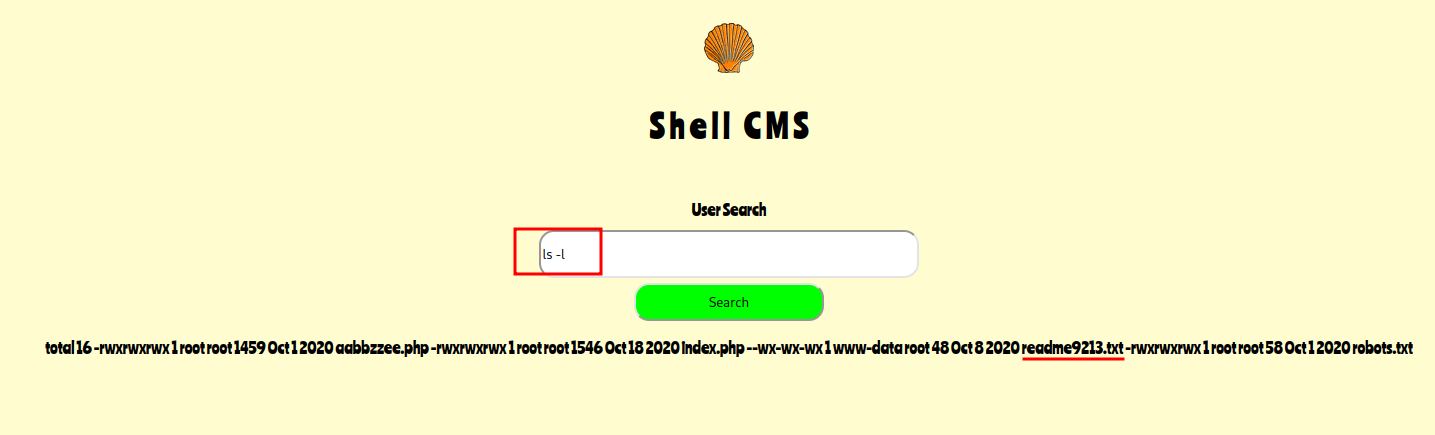 Shell CMS
User Search
ls -l
Search
total 16 -rwxrwxrwx 1 root root 1459 Oct 1 2020 aabbzzee.php -rwxrwxrwx 1 root root 1546 Oct 18 2020 index.php --wx-wx-wx 1 www-data root 48 Oct 8 2020 readme9213.txt -rwxrwxrwx 1 root root 58 Oct 1 2020 robots.txt